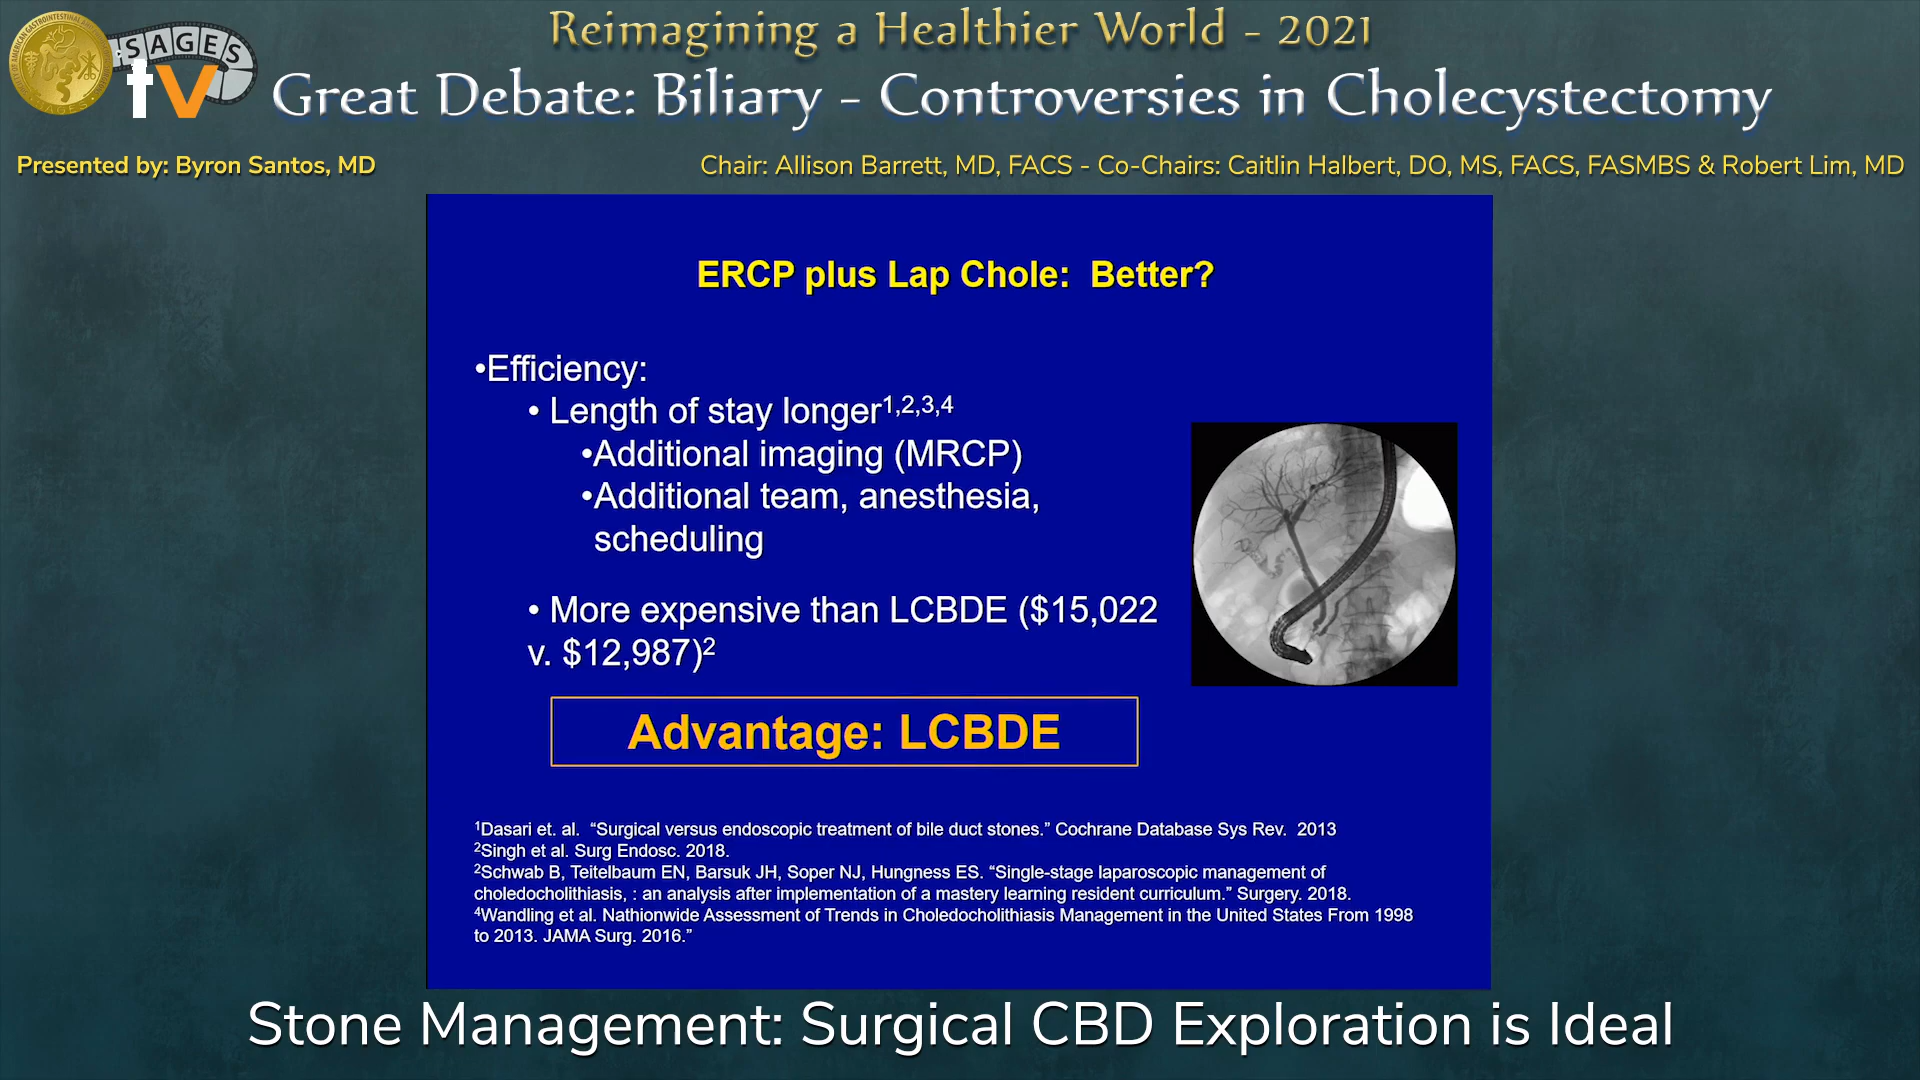 Reimagining a Healthier World - 2021
SAGES
tv
Great Debate: Biliary - Controversies in Cholecystectomy
Presented by: Byron Santos, MD
Chair: Allison Barrett, MD, FACS - Co-Chairs: Caitlin Halbert, DO, MS, FACS, FASMBS & Robert Lim, MD
ERCP plus Lap Chole: Better?
•Efficiency:
• Length of stay longer1,2,3,4
•Additional imaging (MRCP)
•Additional team, anesthesia,
scheduling
• More expensive than LCBDE ($15,022
v. $12,987)2
Advantage: LCBDE
1Dasari et. al. “Surgical versus endoscopic treatment of bile duct stones.” Cochrane Database Sys Rev. 2013
2Singh et al. Surg Endosc. 2018.
2Schwab B, Teitelbaum EN, Barsuk JH, Soper NJ, Hungness ES. “Single-stage laparoscopic management of
choledocholithiasis, : an analysis after implementation of a mastery learning resident curriculum.” Surgery. 2018.
4Wandling et al. Nathionwide Assessment of Trends in Choledocholithiasis Management in the United States From 1998
to 2013. JAMA Surg. 2016.”
Stone Management: Surgical CBD Exploration is Ideal